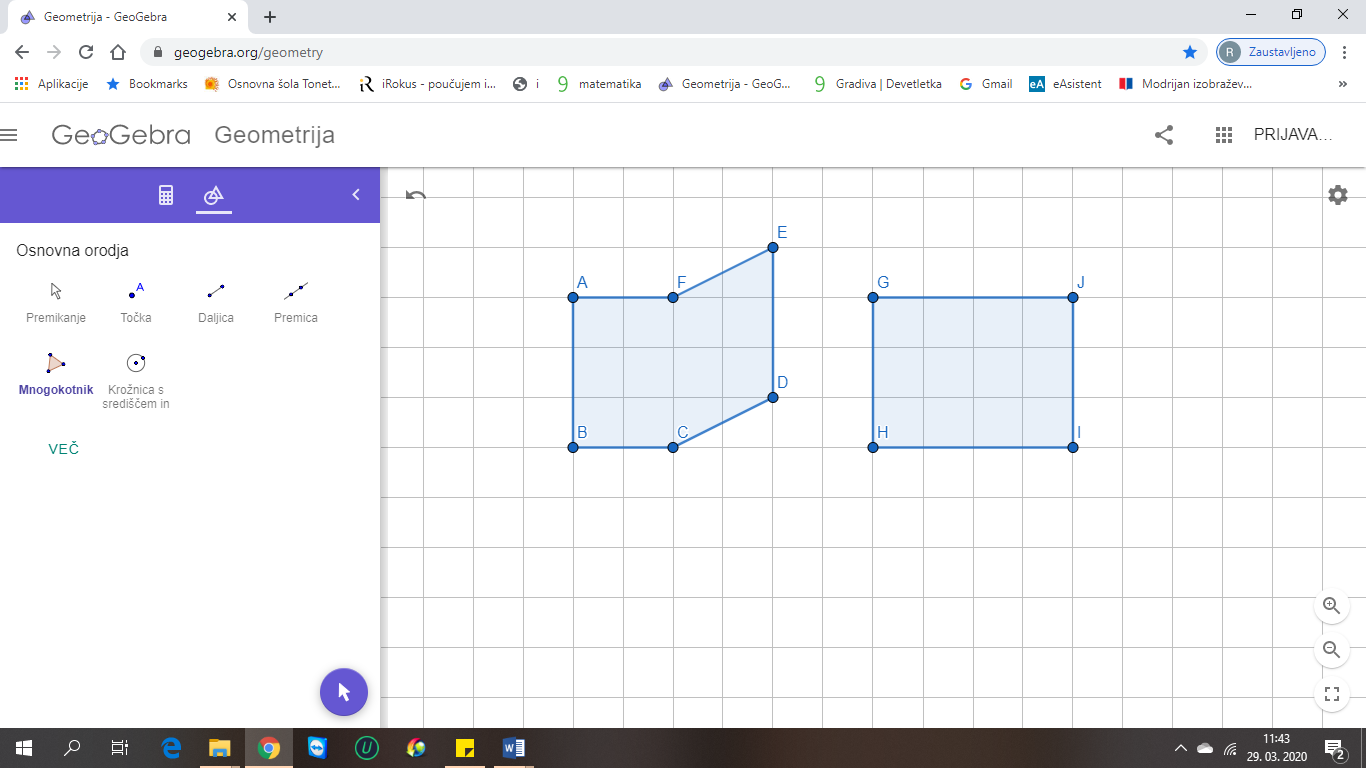 Geometrija - GeoGebra
geogebra.org/geometry
R Zaustavljeno
Aplikacije Bookmarks Osnovna šola Tonet... iRokus - poučujem i... i matematika Geometrija - GeoG... Gradiva | Devetletka Gmail eAsistent Modrijan izobražev... »
GeoGebra Geometrija PRIJAVA...
Osnovna orodja
A
Premikanje Točka Daljica Premica
Mnogokotnik Krožnica s
središčem in
VEČ
E
A F G J
D
B C H I
11:43
29. 03. 2020
2